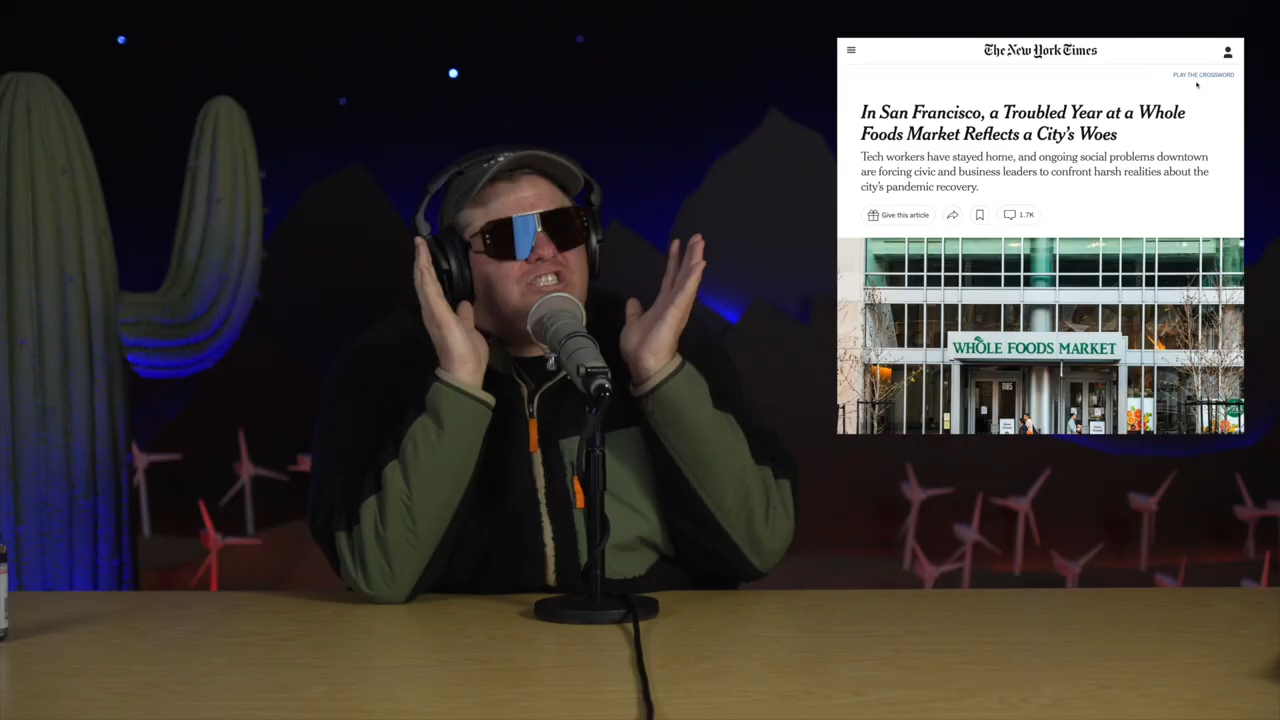 The New York Times
PLAY THE CROSSWORD
In San Francisco, a Troubled Year at a Whole
Foods Market Reflects a City's Woes
Tech workers have stayed home, and ongoing social problems downtown
are forcing civic and business leaders to confront harsh realities about the
city's pandemic recovery.
Give this article
1.7K
WHOLE FOODS MARKET
1185